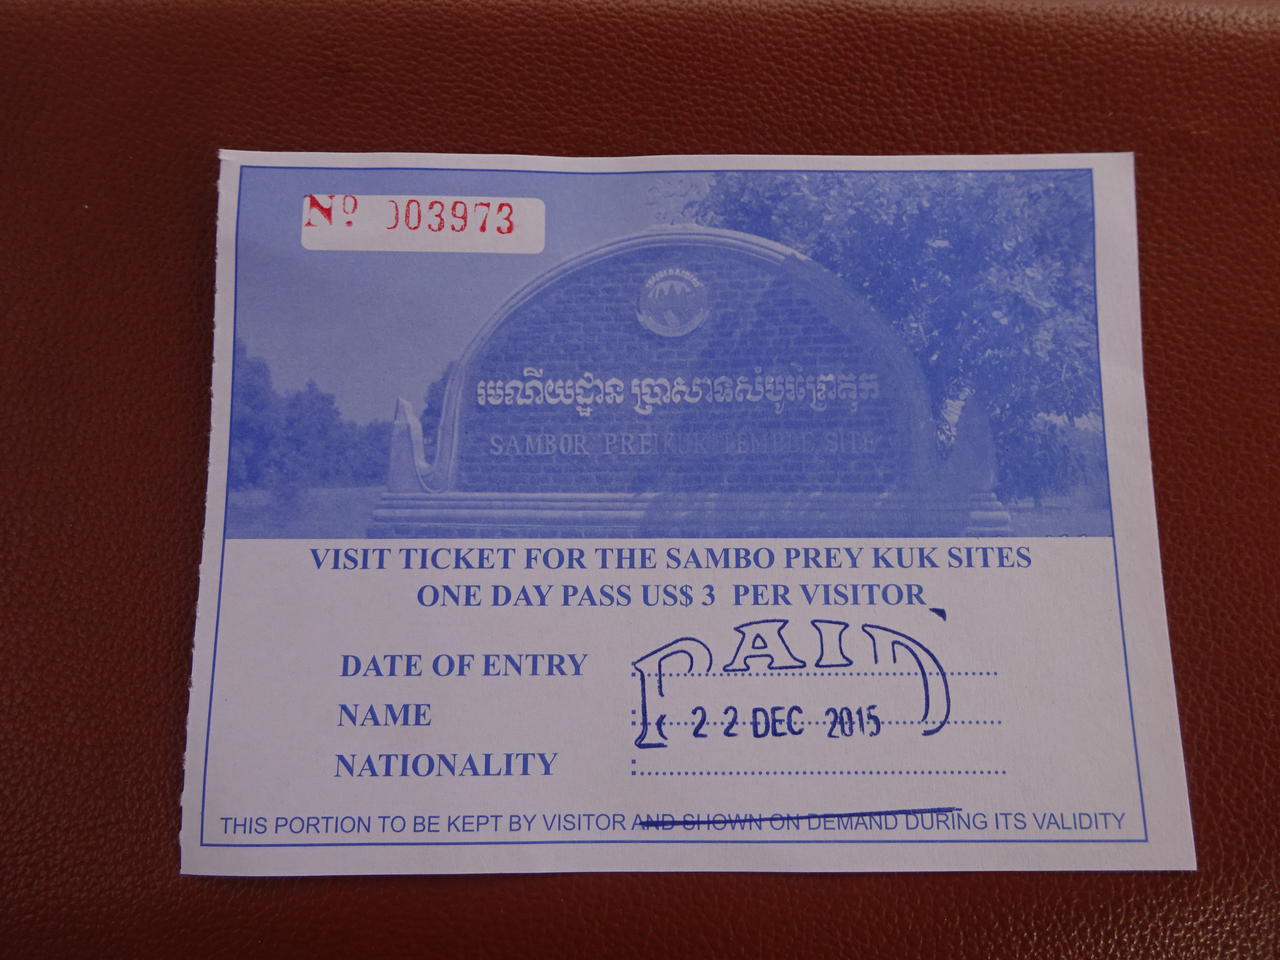 Nº 003973
រមណីយដ្ឋាន ប្រាសាទសំបូរព្រៃគុក
SAMBOR PREI KUK TEMPLE SITE
VISIT TICKET FOR THE SAMBO PREY KUK SITES
ONE DAY PASS US$ 3 PER VISITOR
PAID
DATE OF ENTRY :
NAME :
22 DEC 2015
NATIONALITY :
THIS PORTION TO BE KEPT BY VISITOR AND SHOWN ON DEMAND DURING ITS VALIDITY